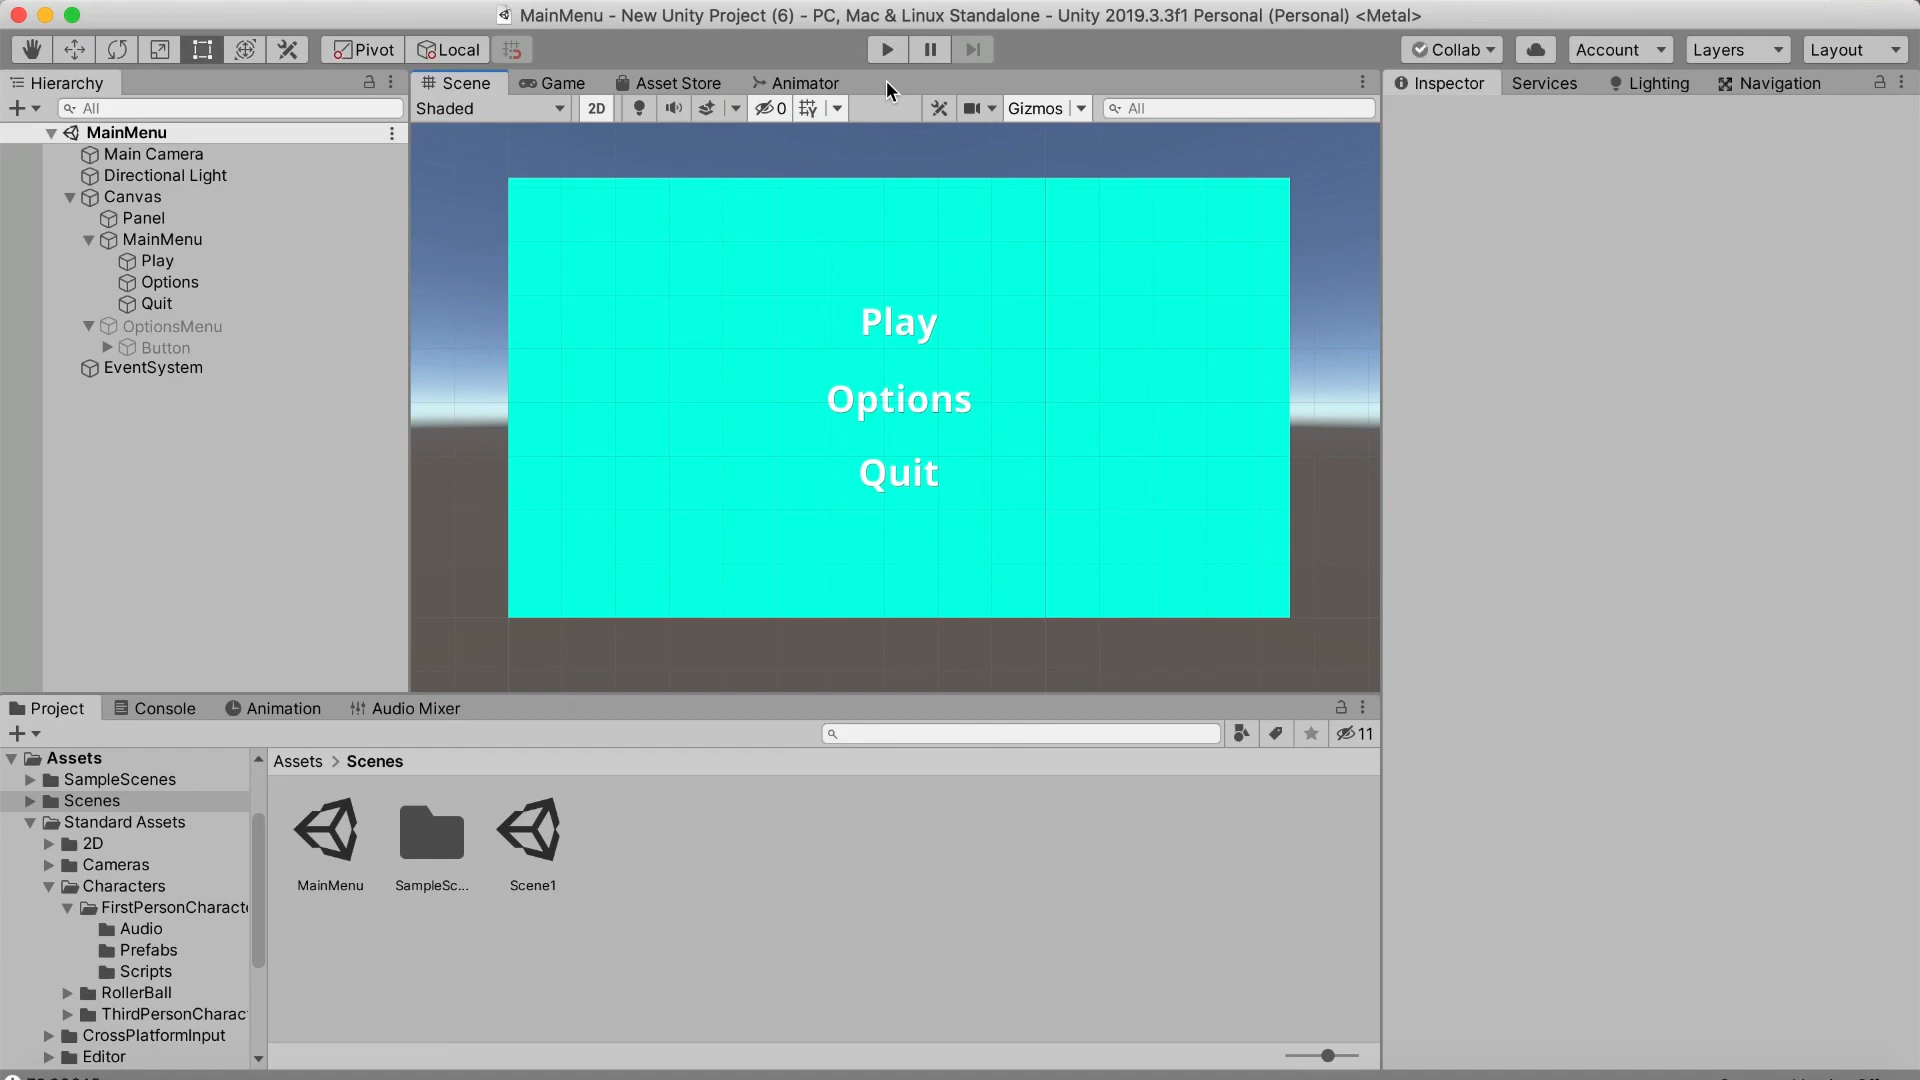 MainMenu - New Unity Project (6) - PC, Mac & Linux Standalone - Unity 2019.3.3f1 Personal (Personal) <Metal>
Pivot Local Collab Account Layers Layout
Hierarchy Scene Game Asset Store Animator Inspector Services Lighting Navigation
All Shaded 2D 0 Gizmos All
MainMenu
Main Camera
Directional Light
Canvas
Panel
MainMenu
Play
Options
Quit
OptionsMenu
Button
EventSystem
Play
Options
Quit
Project Console Animation Audio Mixer
11
Assets
SampleScenes
Scenes
Standard Assets
2D
Cameras
Characters
FirstPersonCharacte
Audio
Prefabs
Scripts
RollerBall
ThirdPersonCharac
CrossPlatformInput
Editor
Assets > Scenes
MainMenu SampleSc... Scene1